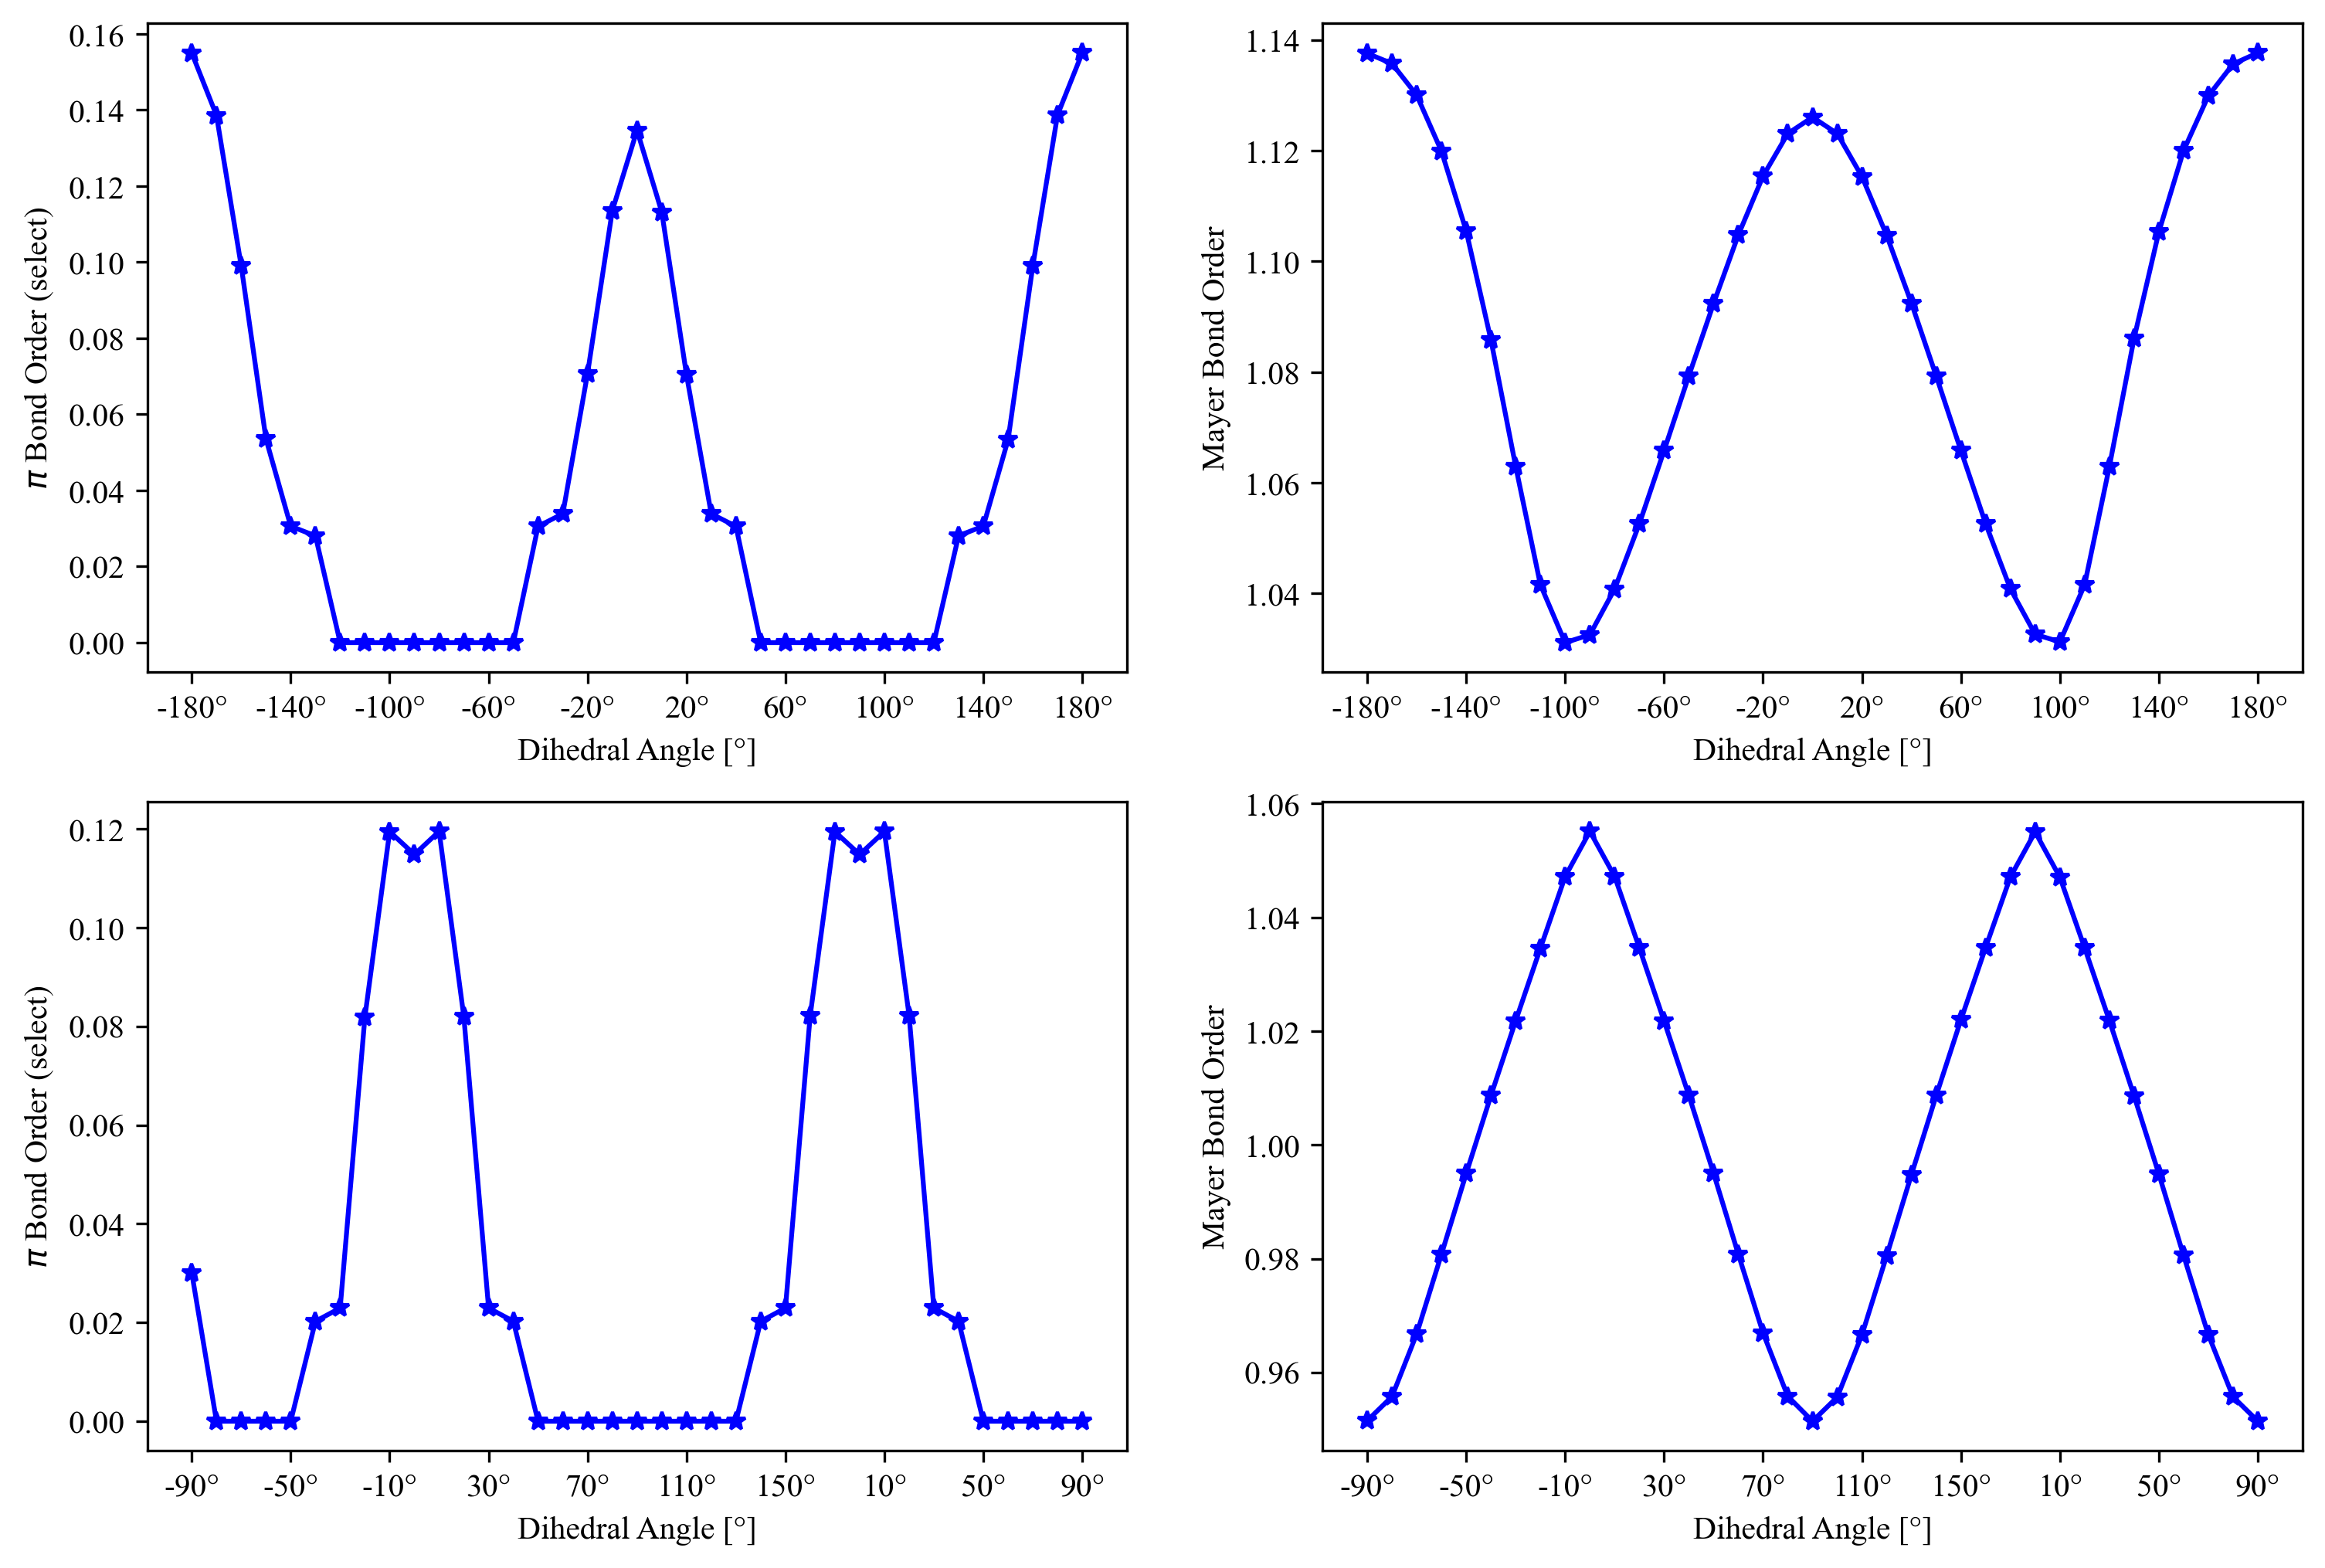 0.16
0.14
0.12
0.10
0.08
0.06
0.04
0.02
0.00
π Bond Order (select)
-180° -140° -100° -60° -20° 20° 60° 100° 140° 180°
Dihedral Angle [°]
1.14
1.12
1.10
1.08
1.06
1.04
Mayer Bond Order
-180° -140° -100° -60° -20° 20° 60° 100° 140° 180°
Dihedral Angle [°]
0.12
0.10
0.08
0.06
0.04
0.02
0.00
π Bond Order (select)
-90° -50° -10° 30° 70° 110° 150° 10° 50° 90°
Dihedral Angle [°]
1.06
1.04
1.02
1.00
0.98
0.96
Mayer Bond Order
-90° -50° -10° 30° 70° 110° 150° 10° 50° 90°
Dihedral Angle [°]